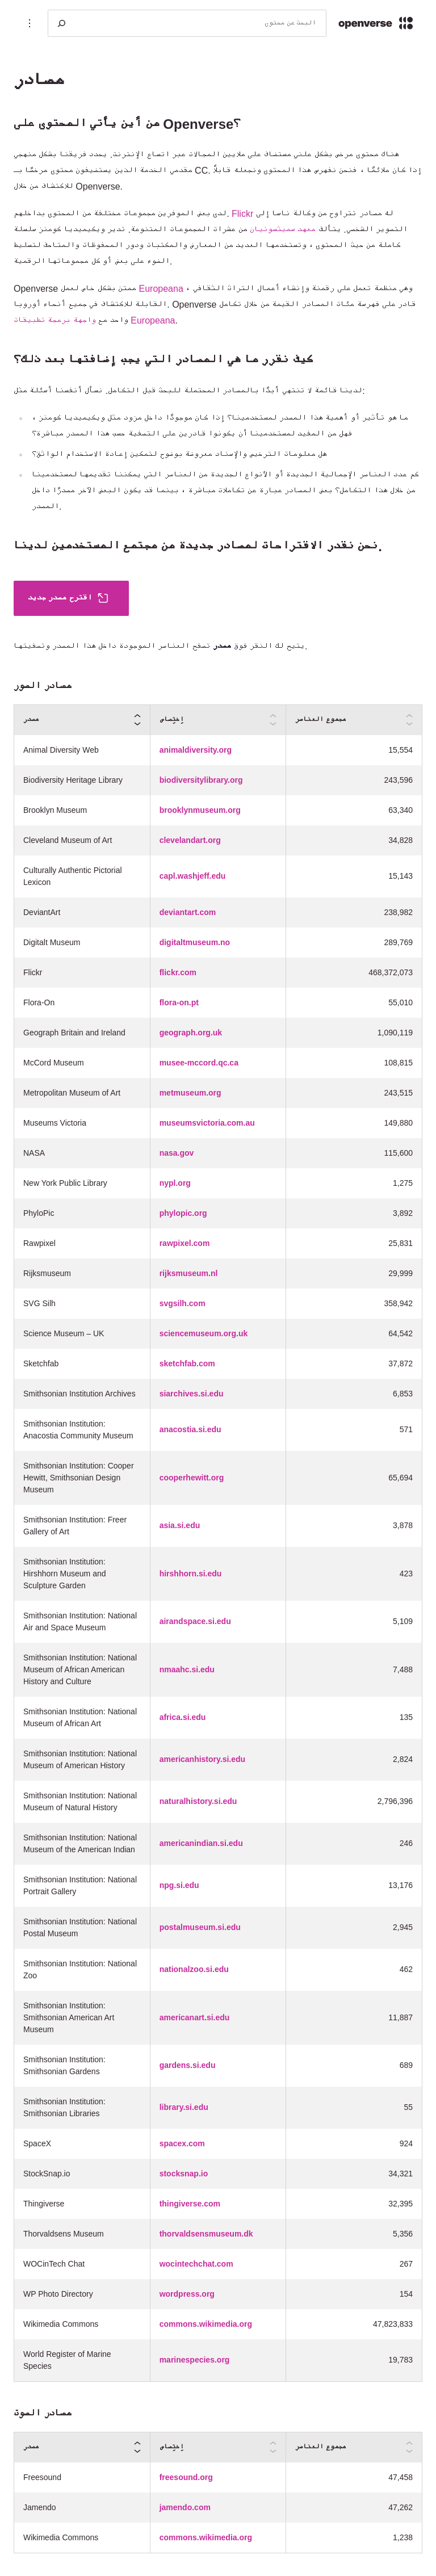 openverse
البحث عن محتوى
مصادر
من أين يأتي المحتوى على Openverse؟
هناك محتوى مرخص بشكل علني مستضاف على ملايين المجالات عبر اتساع الإنترنت. يحدد فريقنا بشكل منهجي
مقدمي الخدمة الذين يستضيفون محتوى مرخصًا بـ CC. إذا كان ملائمًا ، فنحن نفهرس هذا المحتوى ونجعله قابلاً
للإكتشاف من خلال Openverse.
لدى بعض الموفرين مجموعات مختلفة من المحتوى بداخلهم. Flickr له مصادر تتراوح من وكالة ناسا إلى
التصوير الشخصي. يتألف معهد سميثسونيان من عشرات المجموعات المتنوعة. تدير ويكيميديا كومنز سلسلة
كاملة من حيث المحتوى ، وتستخدمها العديد من المعارض والمكتبات ودور المحفوظات والمتاحف لتسليط
الضوء على بعض أو كل مجموعاتها الرقمية.
Openverse ممتن بشكل خاص لعمل Europeana ، وهي منظمة تعمل على رقمنة وإنشاء أعمال التراث الثقافي
القابلة للإكتشاف في جميع أنحاء أوروبا. Openverse قادر على فهرسة مئات المصادر القيمة من خلال تكامل
واحد مع واجهة برمجة تطبيقات Europeana.
كيف نقرر ما هي المصادر التي يجب إضافتها بعد ذلك؟
لدينا قائمة لا تنتهي أبدًا بالمصادر المحتملة للبحث قبل التكامل. نسأل أنفسنا أسئلة مثل:
ما هو تأثير أو أهمية هذا المصدر لمستخدمينا؟ إذا كان موجودًا داخل مزود مثل ويكيميديا كومنز ،
فهل من المفيد لمستخدمينا أن يكونوا قادرين على التصفية حسب هذا المصدر مباشرة؟
هل معلومات الترخيص والإسناد معروضة بوضوح لتمكين إعادة الاستخدام الواثق؟
كم عدد العناصر الإجمالية الجديدة أو الأنواع الجديدة من العناصر التي يمكننا تقديمها لمستخدمينا
من خلال هذا التكامل؟ بعض المصادر عبارة عن تكاملات مباشرة ، بينما قد يكون البعض الآخر مصدرًا داخل
المصدر.
نحن نقدر الاقتراحات لمصادر جديدة من مجتمع المستخدمين لدينا.
اقترح مصدر جديد
يتيح لك النقر فوق مصدر تصفح العناصر الموجودة داخل هذا المصدر وتصفيتها.
مصادر الصور
مصدر إختِصاص مجموع العناصر
Animal Diversity Web animaldiversity.org 15,554
Biodiversity Heritage Library biodiversitylibrary.org 243,596
Brooklyn Museum brooklynmuseum.org 63,340
Cleveland Museum of Art clevelandart.org 34,828
Culturally Authentic Pictorial
Lexicon capl.washjeff.edu 15,143
DeviantArt deviantart.com 238,982
Digitalt Museum digitaltmuseum.no 289,769
Flickr flickr.com 468,372,073
Flora-On flora-on.pt 55,010
Geograph Britain and Ireland geograph.org.uk 1,090,119
McCord Museum musee-mccord.qc.ca 108,815
Metropolitan Museum of Art metmuseum.org 243,515
Museums Victoria museumsvictoria.com.au 149,880
NASA nasa.gov 115,600
New York Public Library nypl.org 1,275
PhyloPic phylopic.org 3,892
Rawpixel rawpixel.com 25,831
Rijksmuseum rijksmuseum.nl 29,999
SVG Silh svgsilh.com 358,942
Science Museum – UK sciencemuseum.org.uk 64,542
Sketchfab sketchfab.com 37,872
Smithsonian Institution Archives siarchives.si.edu 6,853
Smithsonian Institution:
Anacostia Community Museum anacostia.si.edu 571
Smithsonian Institution: Cooper
Hewitt, Smithsonian Design
Museum cooperhewitt.org 65,694
Smithsonian Institution: Freer
Gallery of Art asia.si.edu 3,878
Smithsonian Institution:
Hirshhorn Museum and
Sculpture Garden hirshhorn.si.edu 423
Smithsonian Institution: National
Air and Space Museum airandspace.si.edu 5,109
Smithsonian Institution: National
Museum of African American
History and Culture nmaahc.si.edu 7,488
Smithsonian Institution: National
Museum of African Art africa.si.edu 135
Smithsonian Institution: National
Museum of American History americanhistory.si.edu 2,824
Smithsonian Institution: National
Museum of Natural History naturalhistory.si.edu 2,796,396
Smithsonian Institution: National
Museum of the American Indian americanindian.si.edu 246
Smithsonian Institution: National
Portrait Gallery npg.si.edu 13,176
Smithsonian Institution: National
Postal Museum postalmuseum.si.edu 2,945
Smithsonian Institution: National
Zoo nationalzoo.si.edu 462
Smithsonian Institution:
Smithsonian American Art
Museum americanart.si.edu 11,887
Smithsonian Institution:
Smithsonian Gardens gardens.si.edu 689
Smithsonian Institution:
Smithsonian Libraries library.si.edu 55
SpaceX spacex.com 924
StockSnap.io stocksnap.io 34,321
Thingiverse thingiverse.com 32,395
Thorvaldsens Museum thorvaldsensmuseum.dk 5,356
WOCinTech Chat wocintechchat.com 267
WP Photo Directory wordpress.org 154
Wikimedia Commons commons.wikimedia.org 47,823,833
World Register of Marine
Species marinespecies.org 19,783
مصادر الصوت
مصدر إختِصاص مجموع العناصر
Freesound freesound.org 47,458
Jamendo jamendo.com 47,262
Wikimedia Commons commons.wikimedia.org 1,238